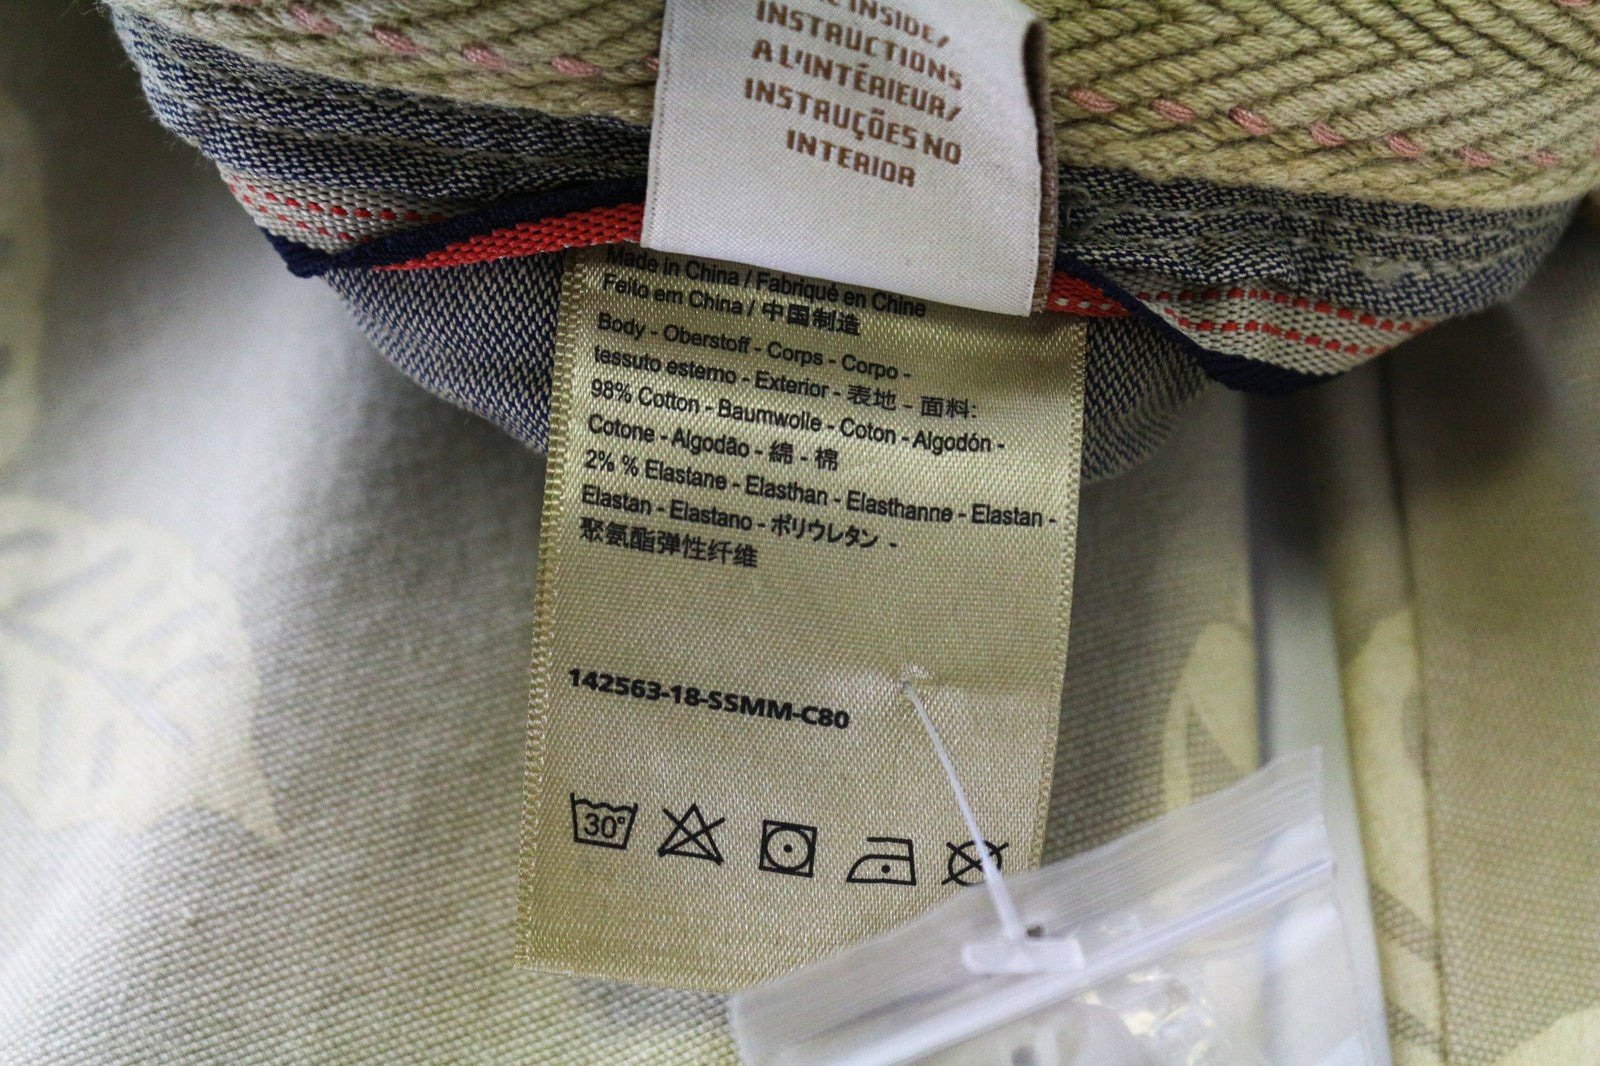 INSIDE/
INSTRUCTIONS
A L'INTÉRIEUR/
INSTRUÇÕES NO
INTERIOR
Made in China / Fabriqué en Chine
Feito em China / 中国制造
Body - Oberstoff - Corps - Corpo -
tessuto esterno - Exterior - 表地 - 面料:
98% Cotton - Baumwolle - Coton - Algodón -
Cotone - Algodão - 綿 - 棉
2% % Elastane - Elasthan - Elasthanne - Elastan -
Elastan - Elastano - ポリウレタン -
聚氨酯弹性纤维
142563-18-SSMM-C80
30°